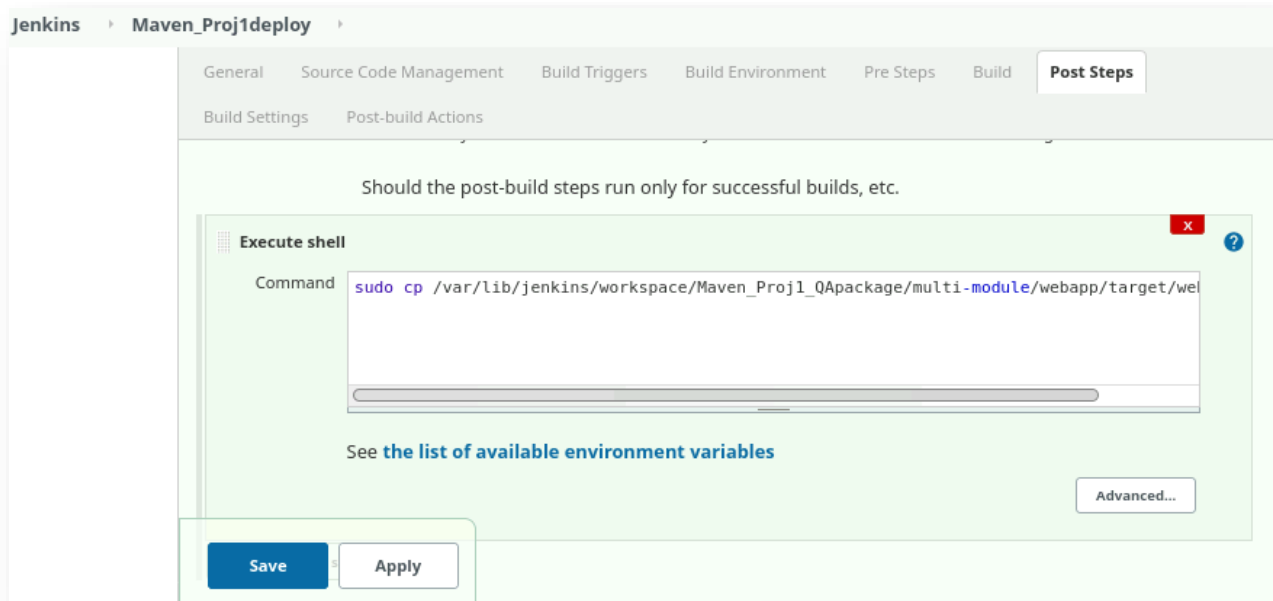 Jenkins Maven_Proj1deploy
General Source Code Management Build Triggers Build Environment Pre Steps Build Post Steps
Build Settings Post-build Actions
Should the post-build steps run only for successful builds, etc.
X
Execute shell ?
Command sudo cp /var/lib/jenkins/workspace/Maven_Proj1_QApackage/multi-module/webapp/target/we
See the list of available environment variables
Advanced...
Save Apply